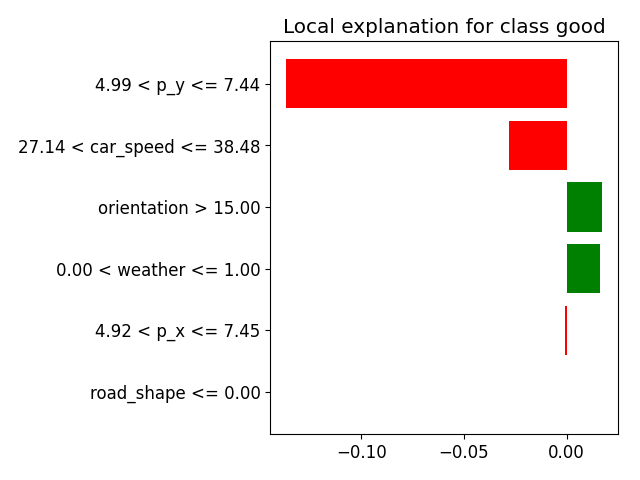 Local explanation for class good
4.99 < p_y <= 7.44
27.14 < car_speed <= 38.48
orientation > 15.00
0.00 < weather <= 1.00
4.92 < p_x <= 7.45
road_shape <= 0.00
−0.10 −0.05 0.00